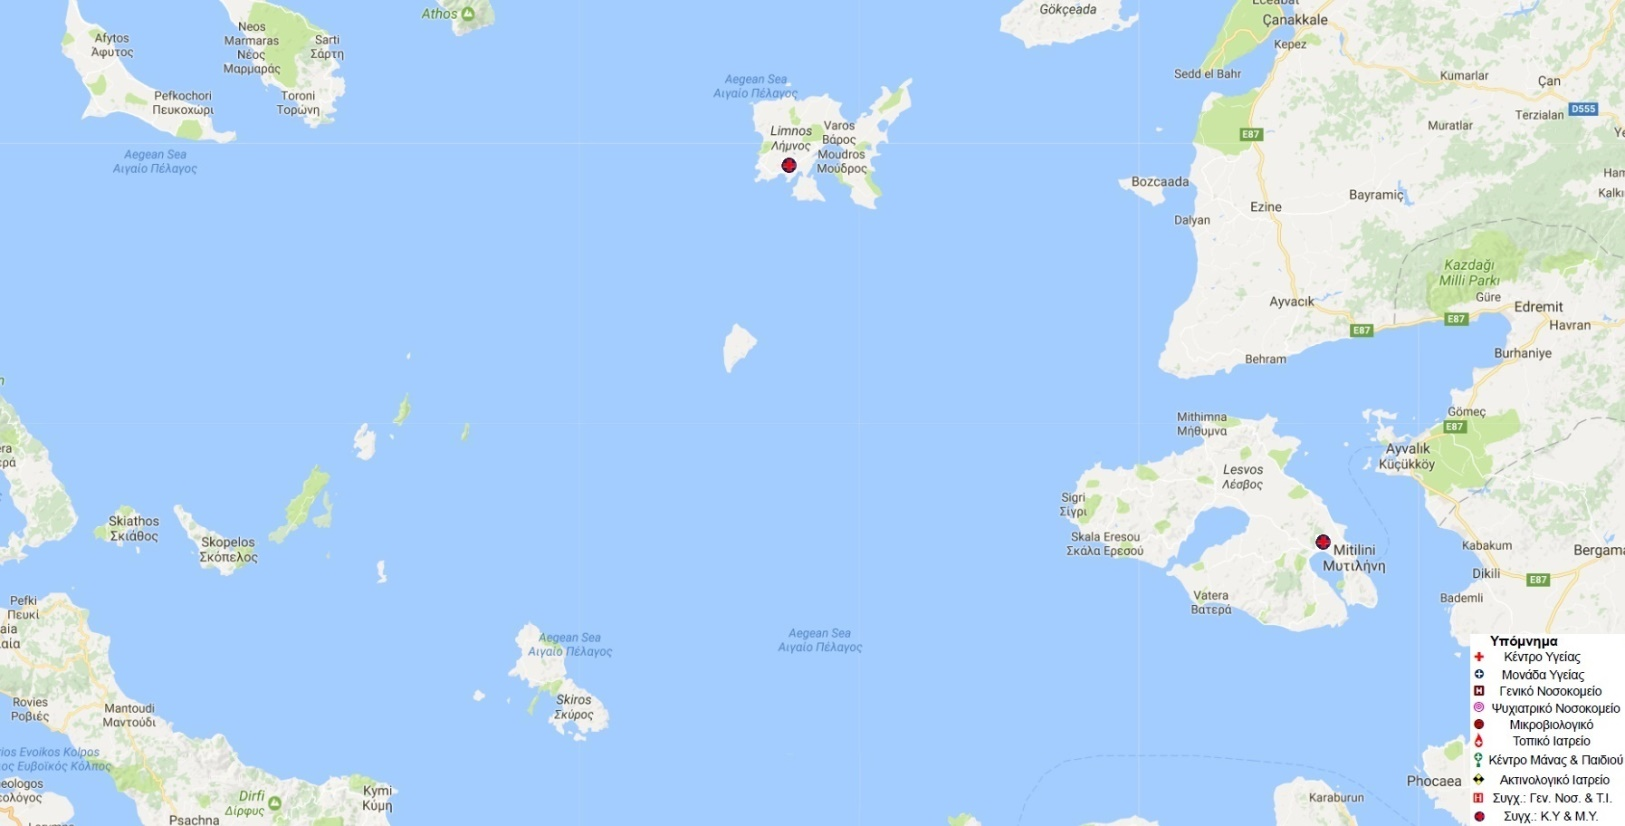 Athos
Gökçeada
Çanakkale
Kepez
Neos
Marmaras
Νέος
Μαρμαράς
Sarti
Σάρτη
Afytos
Άφυτος
Aegean Sea
Αιγαίο Πέλαγος
Sedd el Bahr
Kumarlar
Çan
Pefkochori
Πευκοχωρι
Toroni
Τορώνη
D555
Terzialan
Muratlar
E87
Limnos
Λήμνος
Varos
Βάρος
Moudros
Μούδρος
Aegean Sea
Αιγαίο Πέλαγος
Bozcaada
Bayramiç
Ezine
Dalyan
Kazdağı
Milli Parkı
Güre
Ayvacık
Edremit
Havran
E87
E87
Behram
Burhaniye
Mithimna
Μήθυμνα
Gömeç
E87
Ayvalık
Küçükköy
Lesvos
Λέσβος
Sigri
Σίγρι
Skiathos
Σκιάθος
Skopelos
Σκόπελος
Skala Eresou
Σκάλα Ερεσού
Mitilini
Μυτιλήνη
Kabakum
Bergama
Dikili
E87
Bademli
Vatera
Βατερά
Pefki
Πευκί
Aegean Sea
Αιγαίο Πέλαγος
Aegean Sea
Αιγαίο Πέλαγος
Skiros
Σκύρος
Rovies
Ροβιές
Mantoudi
Μαντούδι
Kymi
Κύμη
Dirfi
Δίρφυς
Psachna
Phocaea
Karaburun
Υπόμνημα
Κέντρο Υγείας
Μονάδα Υγείας
Γενικό Νοσοκομείο
Ψυχιατρικό Νοσοκομείο
Μικροβιολογικό
Τοπικό Ιατρείο
Κέντρο Μάνας & Παιδιού
Ακτινολογικό Ιατρείο
Συγχ.: Γεν. Νοσ. & Τ.Ι.
Συγχ.: Κ.Υ & Μ.Υ.